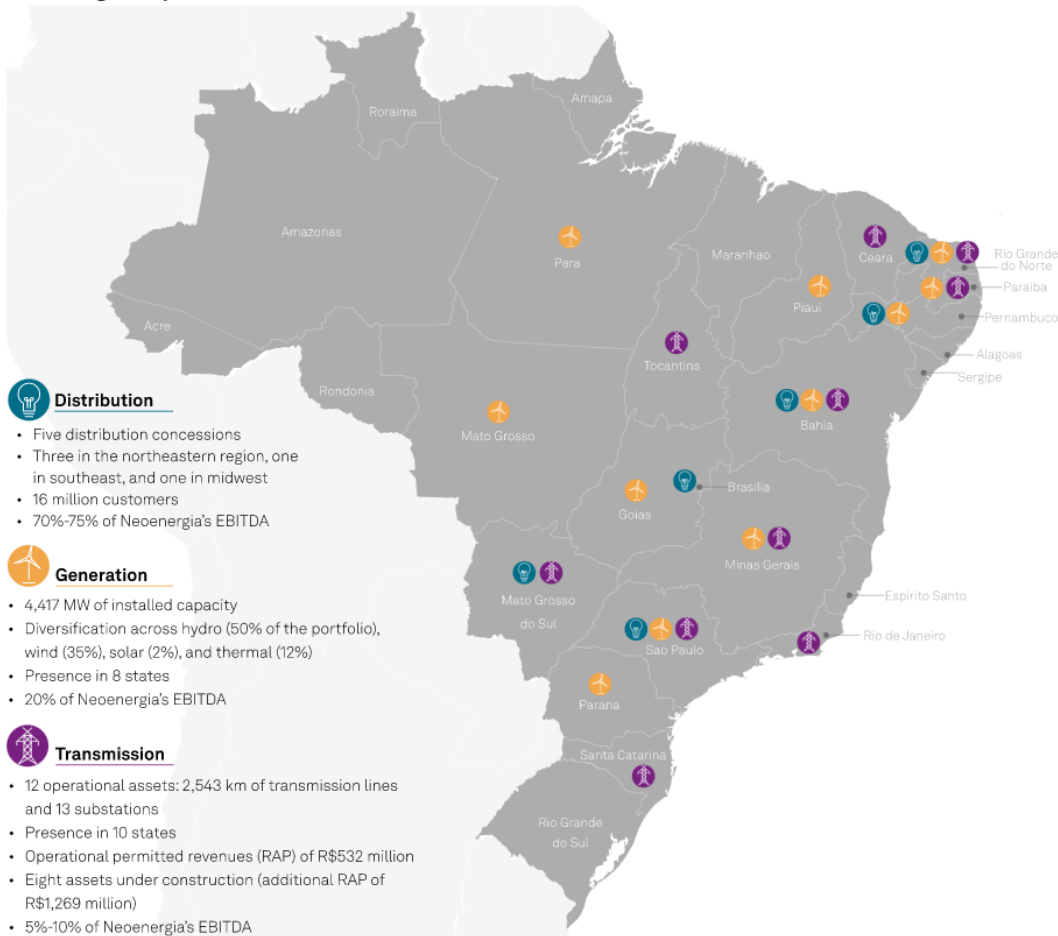 Roraima
Amapa
Amazonas
Para
Maranhao
Ceara
Rio Grande
do Norte
Piaui
Paraiba
Pernambuco
Acre
Tocantins
Alagoas
Sergipe
Rondonia
Mato Grosso
Bahia
Brasilia
Goias
Minas Gerais
Mato Grosso
do Sul
Espirito Santo
Sao Paulo
Rio de Janeiro
Parana
Santa Catarina
Rio Grande
do Sul
Distribution
• Five distribution concessions
• Three in the northeastern region, one
in southeast, and one in midwest
• 16 million customers
• 70%-75% of Neoenergia's EBITDA
Generation
• 4,417 MW of installed capacity
• Diversification across hydro (50% of the portfolio),
wind (35%), solar (2%), and thermal (12%)
• Presence in 8 states
• 20% of Neoenergia's EBITDA
Transmission
• 12 operational assets: 2,543 km of transmission lines
and 13 substations
• Presence in 10 states
• Operational permitted revenues (RAP) of R$532 million
• Eight assets under construction (additional RAP of
R$1,269 million)
• 5%-10% of Neoenergia's EBITDA